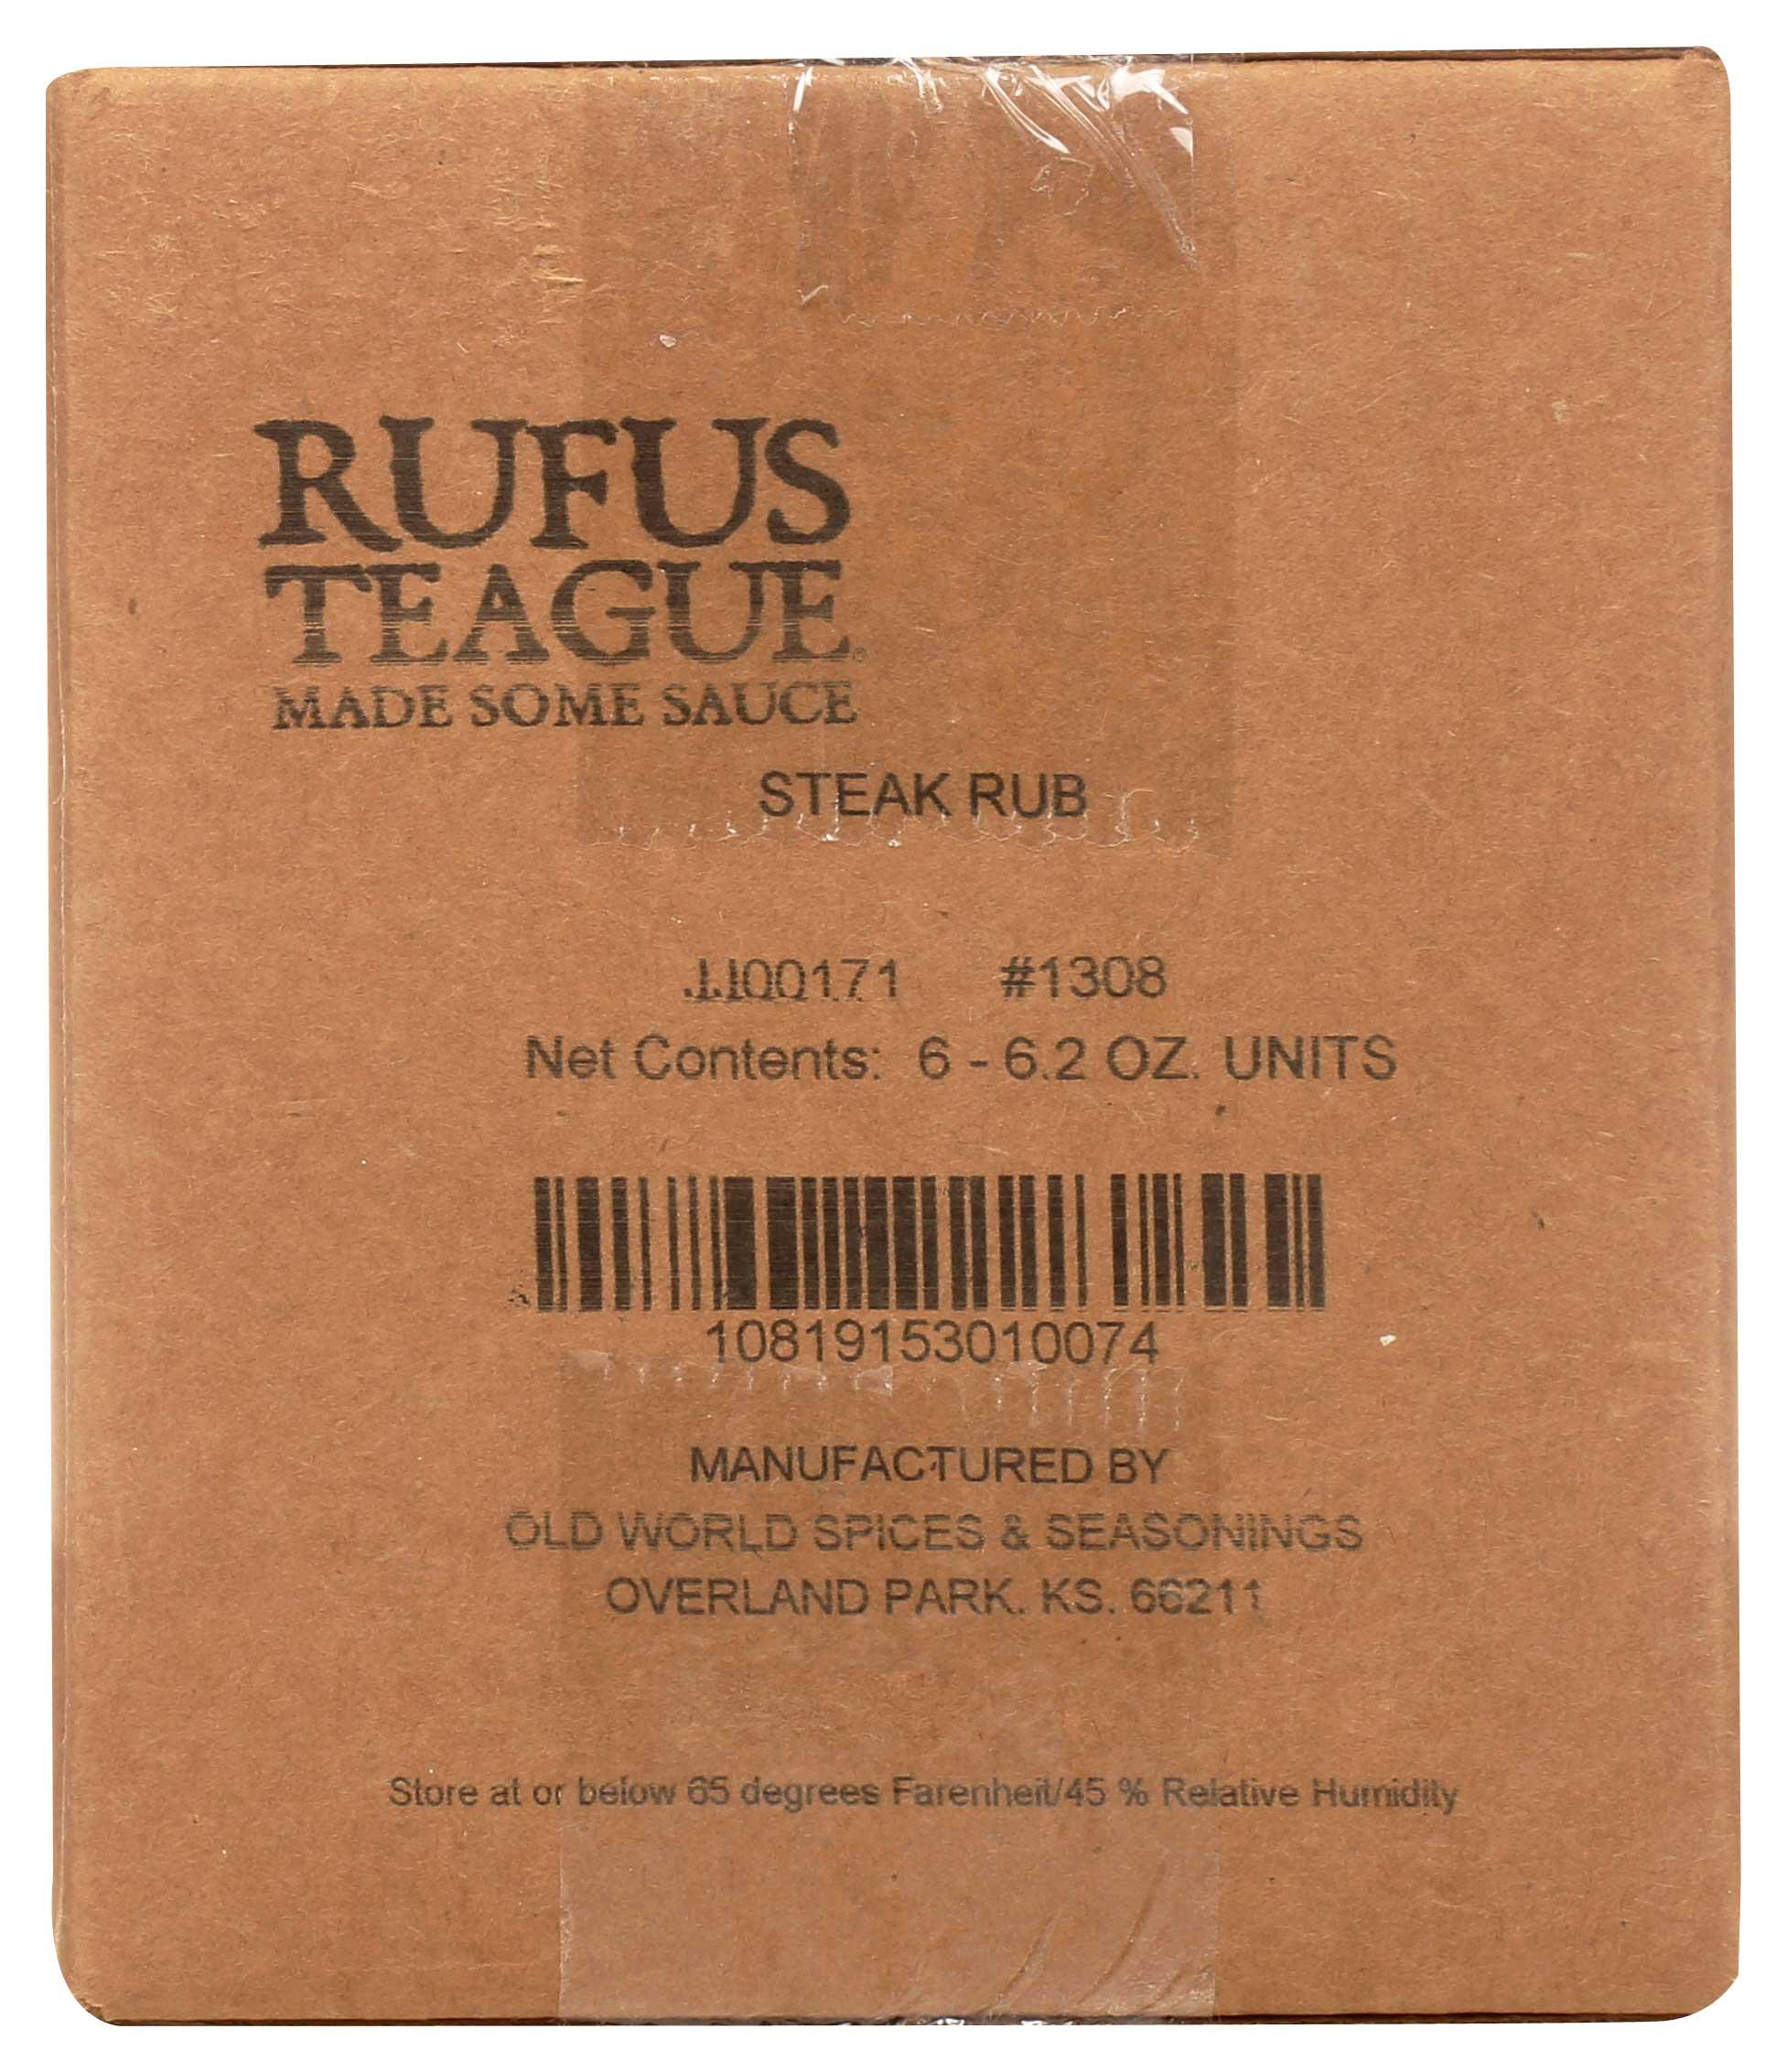 RUFUS
TEAGUE®
MADE SOME SAUCE
STEAK RUB
JJ00171 #1308
Net Contents: 6 - 6.2 OZ. UNITS
10819153010074
MANUFACTURED BY
OLD WORLD SPICES & SEASONINGS
OVERLAND PARK. KS. 66211
Store at or below 65 degrees Farenheit/45 % Relative Humidity